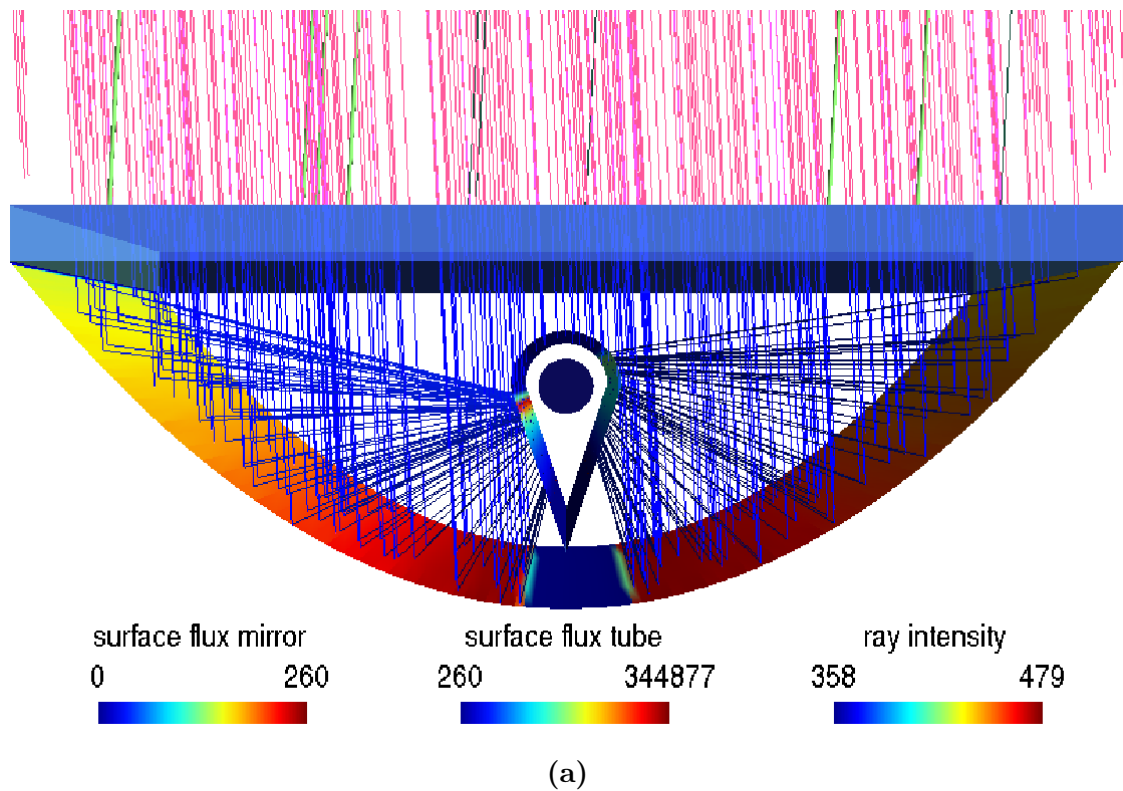 surface flux mirror surface flux tube ray intensity
0 260 260 344877 358 479
(a)